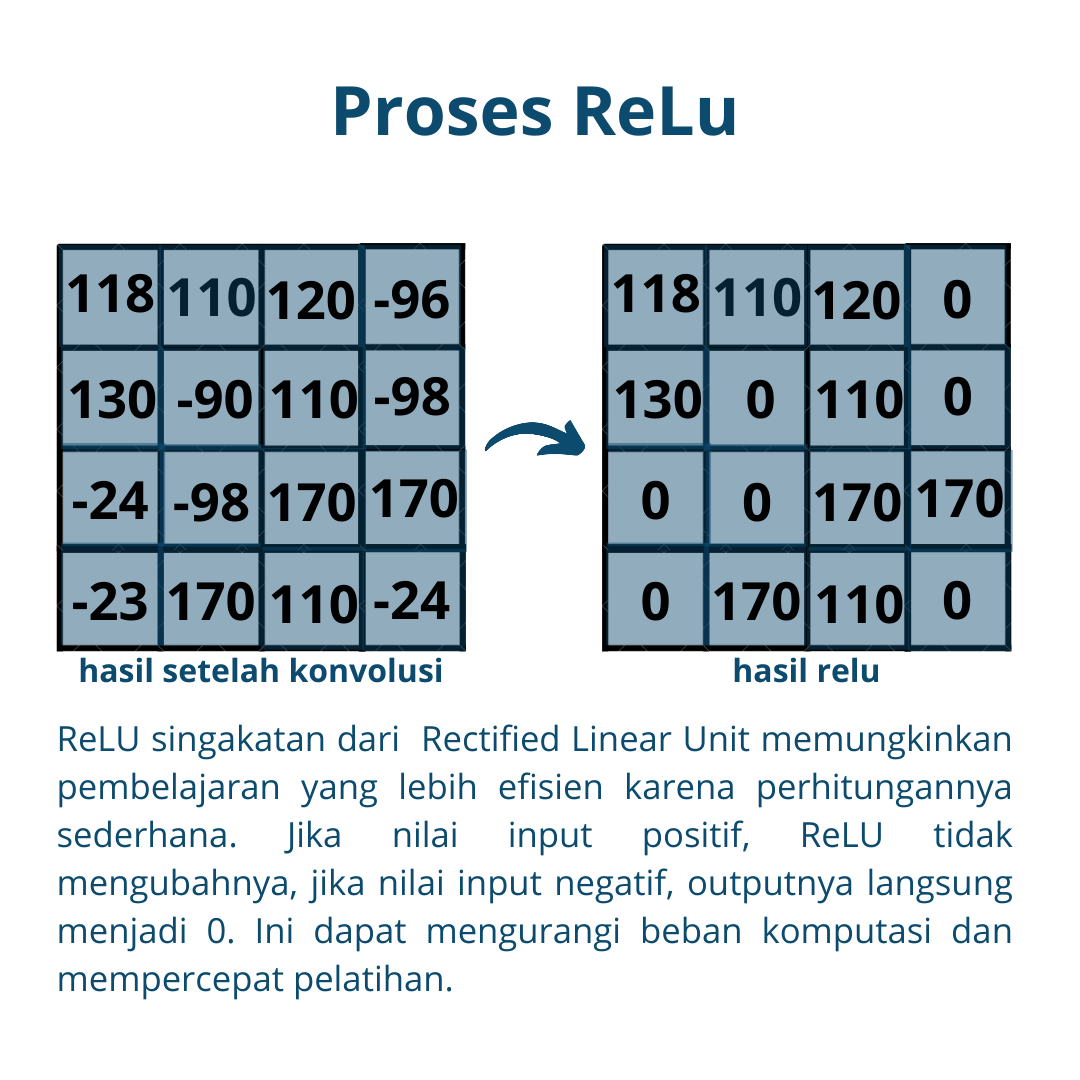 Proses ReLu
118 110 120 -96
130 -90 110 -98
-24 -98 170 170
-23 170 110 -24
hasil setelah konvolusi
118 110 120 0
130 0 110 0
0 0 170 170
0 170 110 0
hasil relu
ReLU singakatan dari Rectified Linear Unit memungkinkan
pembelajaran yang lebih efisien karena perhitungannya
sederhana. Jika nilai input positif, ReLU tidak
mengubahnya, jika nilai input negatif, outputnya langsung
menjadi 0. Ini dapat mengurangi beban komputasi dan
mempercepat pelatihan.